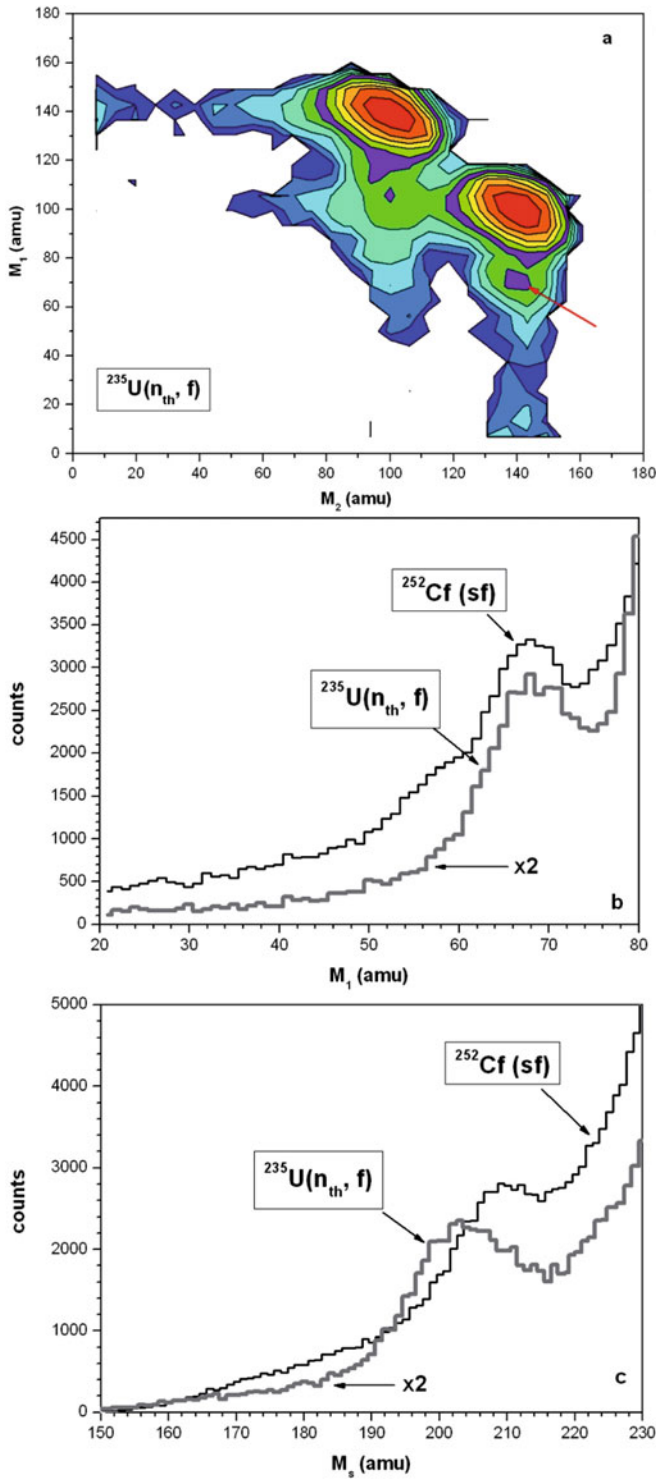 180
160
140
120
100
80
60
40
20
0
M₁ (amu)
a
²³⁵U(nₜₕ, f)
0 20 40 60 80 100 120 140 160 180
M₂ (amu)
4500
4000
3500
3000
2500
2000
1500
1000
500
0
counts
²⁵²Cf (sf)
²³⁵U(nₜₕ, f)
x2
b
20 30 40 50 60 70 80
M₁ (amu)
5000
4000
3000
2000
1000
0
counts
²⁵²Cf (sf)
²³⁵U(nₜₕ, f)
x2
c
150 160 170 180 190 200 210 220 230
Mₛ (amu)